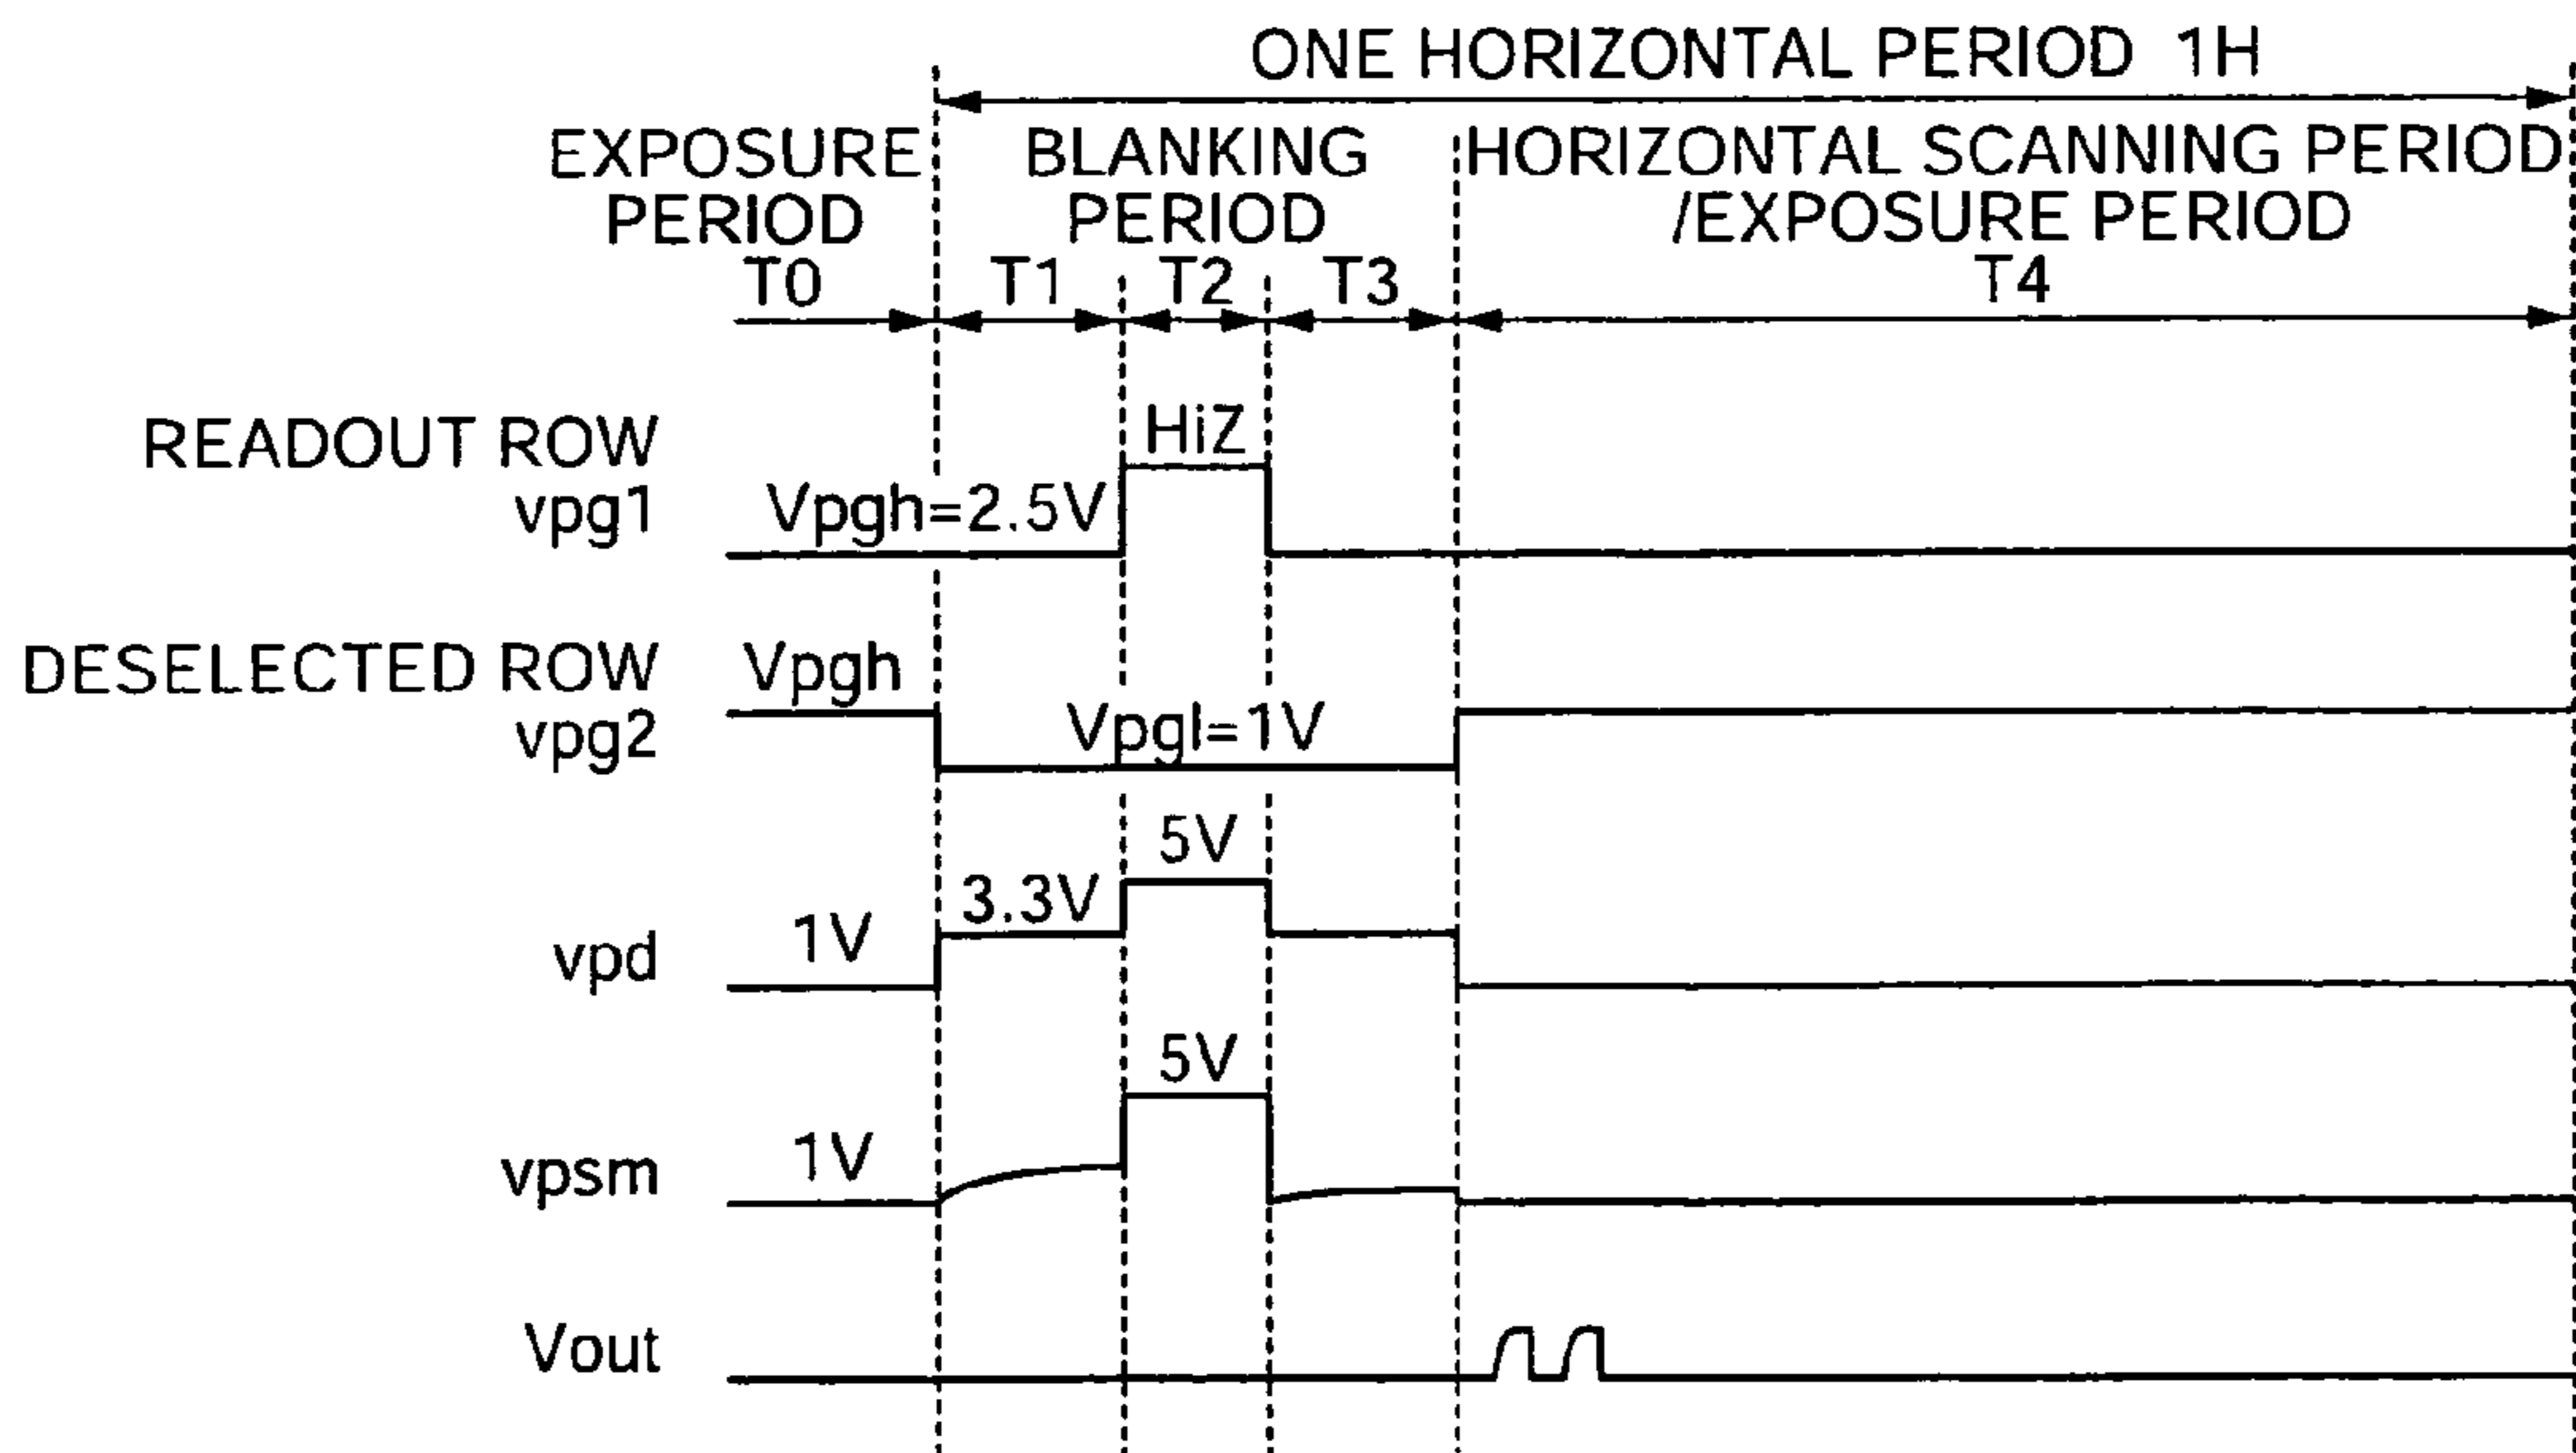 ONE HORIZONTAL PERIOD 1H
EXPOSURE
PERIOD
T0
BLANKING
PERIOD
T1 T2 T3
HORIZONTAL SCANNING PERIOD
/EXPOSURE PERIOD
T4
READOUT ROW
vpg1
Vpgh=2.5V
HiZ
DESELECTED ROW
vpg2
Vpgh
Vpgl=1V
vpd
1V
3.3V
5V
vpsm
1V
5V
Vout